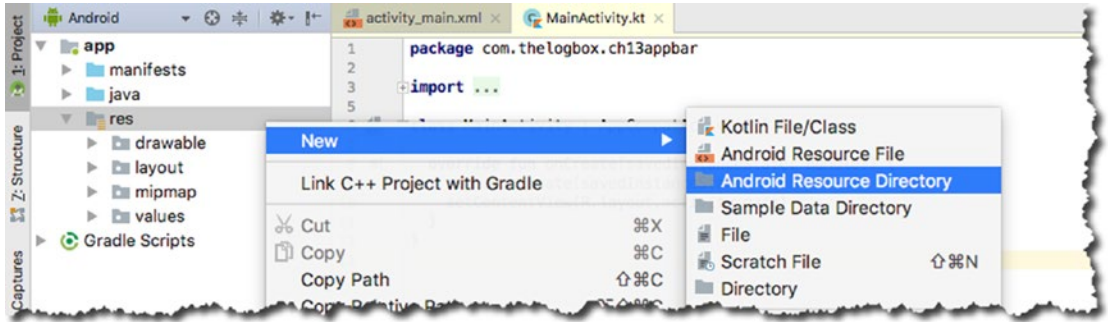 1: Project
Android
activity_main.xml
MainActivity.kt
app
manifests
java
res
drawable
layout
mipmap
values
Gradle Scripts
Z: Structure
Captures
1 package com.thelogbox.ch13appbar
2
3 import ...
5
New
Link C++ Project with Gradle
Cut ⌘X
Copy ⌘C
Copy Path ⇧⌘C
Kotlin File/Class
Android Resource File
Android Resource Directory
Sample Data Directory
File
Scratch File ⇧⌘N
Directory